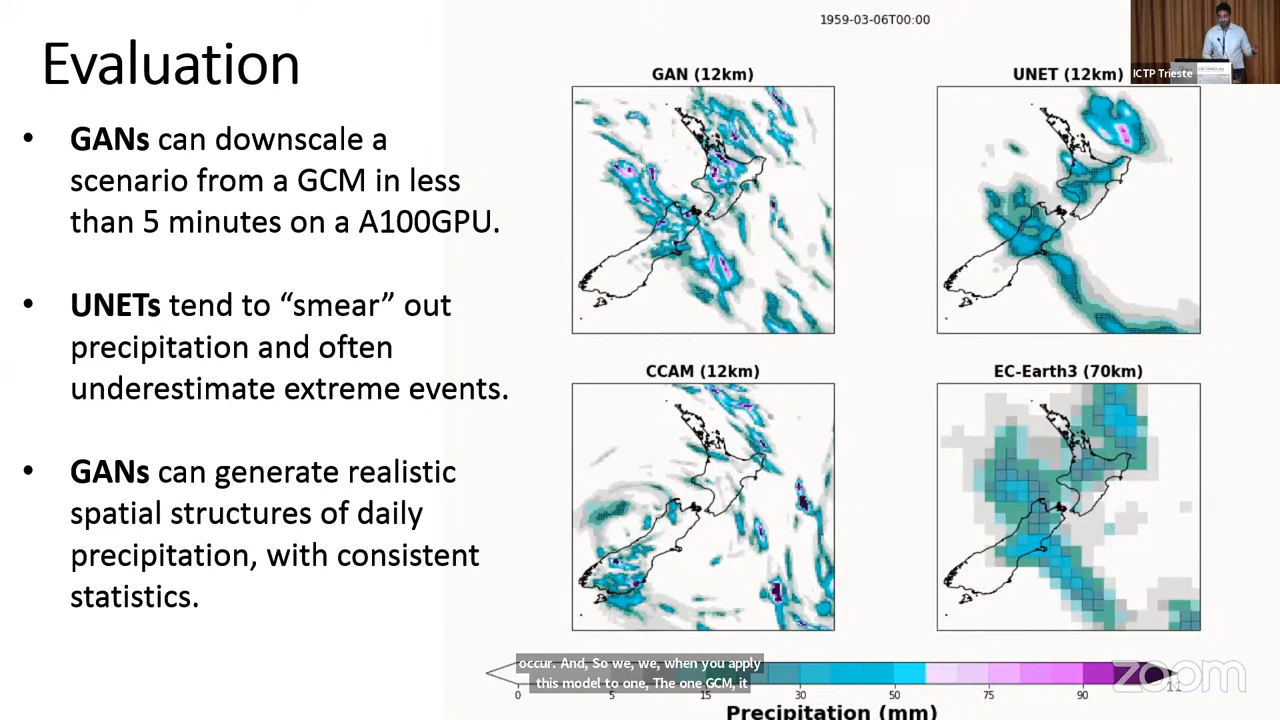 Evaluation
• GANs can downscale a
scenario from a GCM in less
than 5 minutes on a A100GPU.
• UNETs tend to “smear” out
precipitation and often
underestimate extreme events.
• GANs can generate realistic
spatial structures of daily
precipitation, with consistent
statistics.
1959-03-06T00:00
GAN (12km)
UNET (12km)
ICTP Trieste
CCAM (12km)
EC-Earth3 (70km)
occur. And, So we, we, when you apply
this model to one, The one GCM, it
0 5 15 30 50 75 90
Precipitation (mm)
zoom